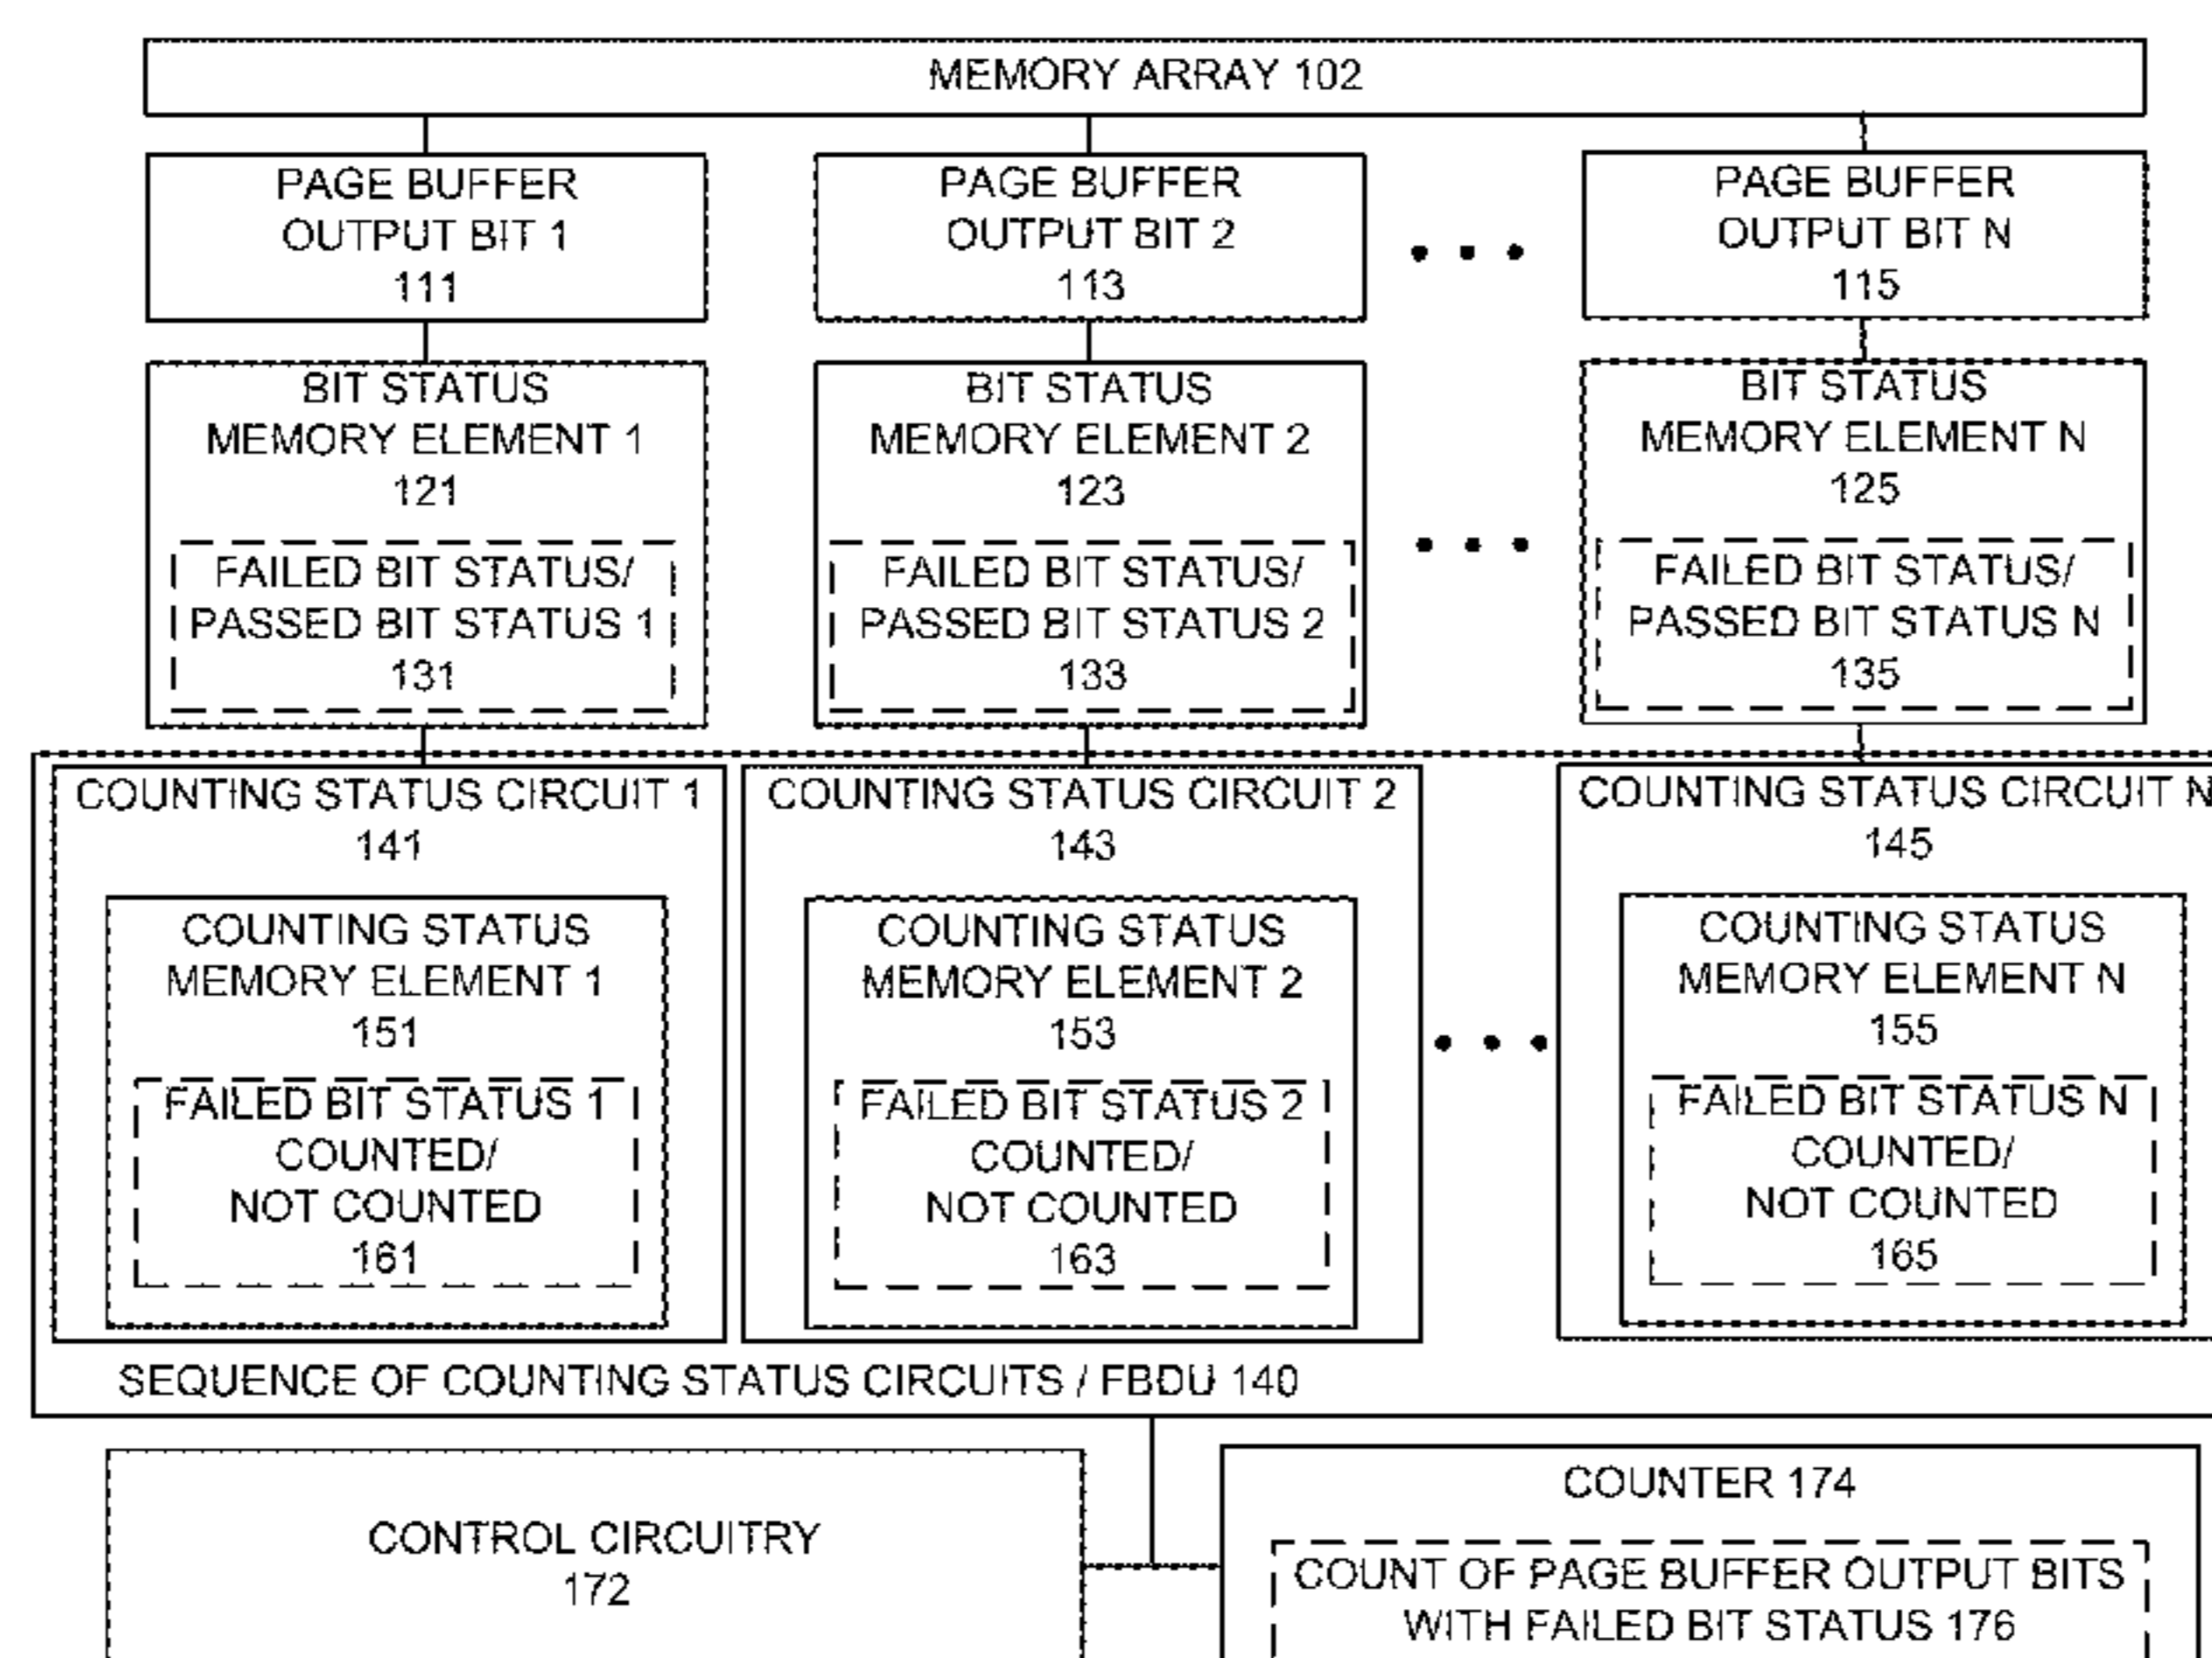 MEMORY ARRAY 102
PAGE BUFFER
OUTPUT BIT 1
111
PAGE BUFFER
OUTPUT BIT 2
113
PAGE BUFFER
OUTPUT BIT N
115
BIT STATUS
MEMORY ELEMENT 1
121
FAILED BIT STATUS/
PASSED BIT STATUS 1
131
BIT STATUS
MEMORY ELEMENT 2
123
FAILED BIT STATUS/
PASSED BIT STATUS 2
133
BIT STATUS
MEMORY ELEMENT N
125
FAILED BIT STATUS/
PASSED BIT STATUS N
135
COUNTING STATUS CIRCUIT 1
141
COUNTING STATUS
MEMORY ELEMENT 1
151
FAILED BIT STATUS 1
COUNTED/
NOT COUNTED
161
COUNTING STATUS CIRCUIT 2
143
COUNTING STATUS
MEMORY ELEMENT 2
153
FAILED BIT STATUS 2
COUNTED/
NOT COUNTED
163
COUNTING STATUS CIRCUIT N
145
COUNTING STATUS
MEMORY ELEMENT N
155
FAILED BIT STATUS N
COUNTED/
NOT COUNTED
165
SEQUENCE OF COUNTING STATUS CIRCUITS / FBDU 140
CONTROL CIRCUITRY
172
COUNTER 174
COUNT OF PAGE BUFFER OUTPUT BITS
WITH FAILED BIT STATUS 176